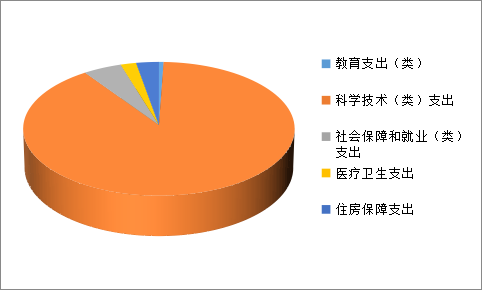 教育支出（类）
科学技术（类）支出
社会保障和就业（类）
支出
医疗卫生支出
住房保障支出